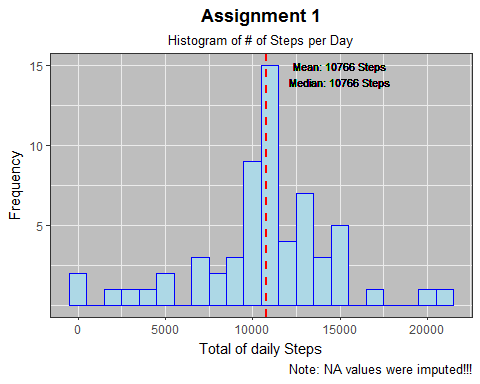 Assignment 1
Histogram of # of Steps per Day
Mean: 10766 Steps
Median: 10766 Steps
15
10
5
Frequency
0
5000
10000
15000
20000
Total of daily Steps
Note: NA values were imputed!!!